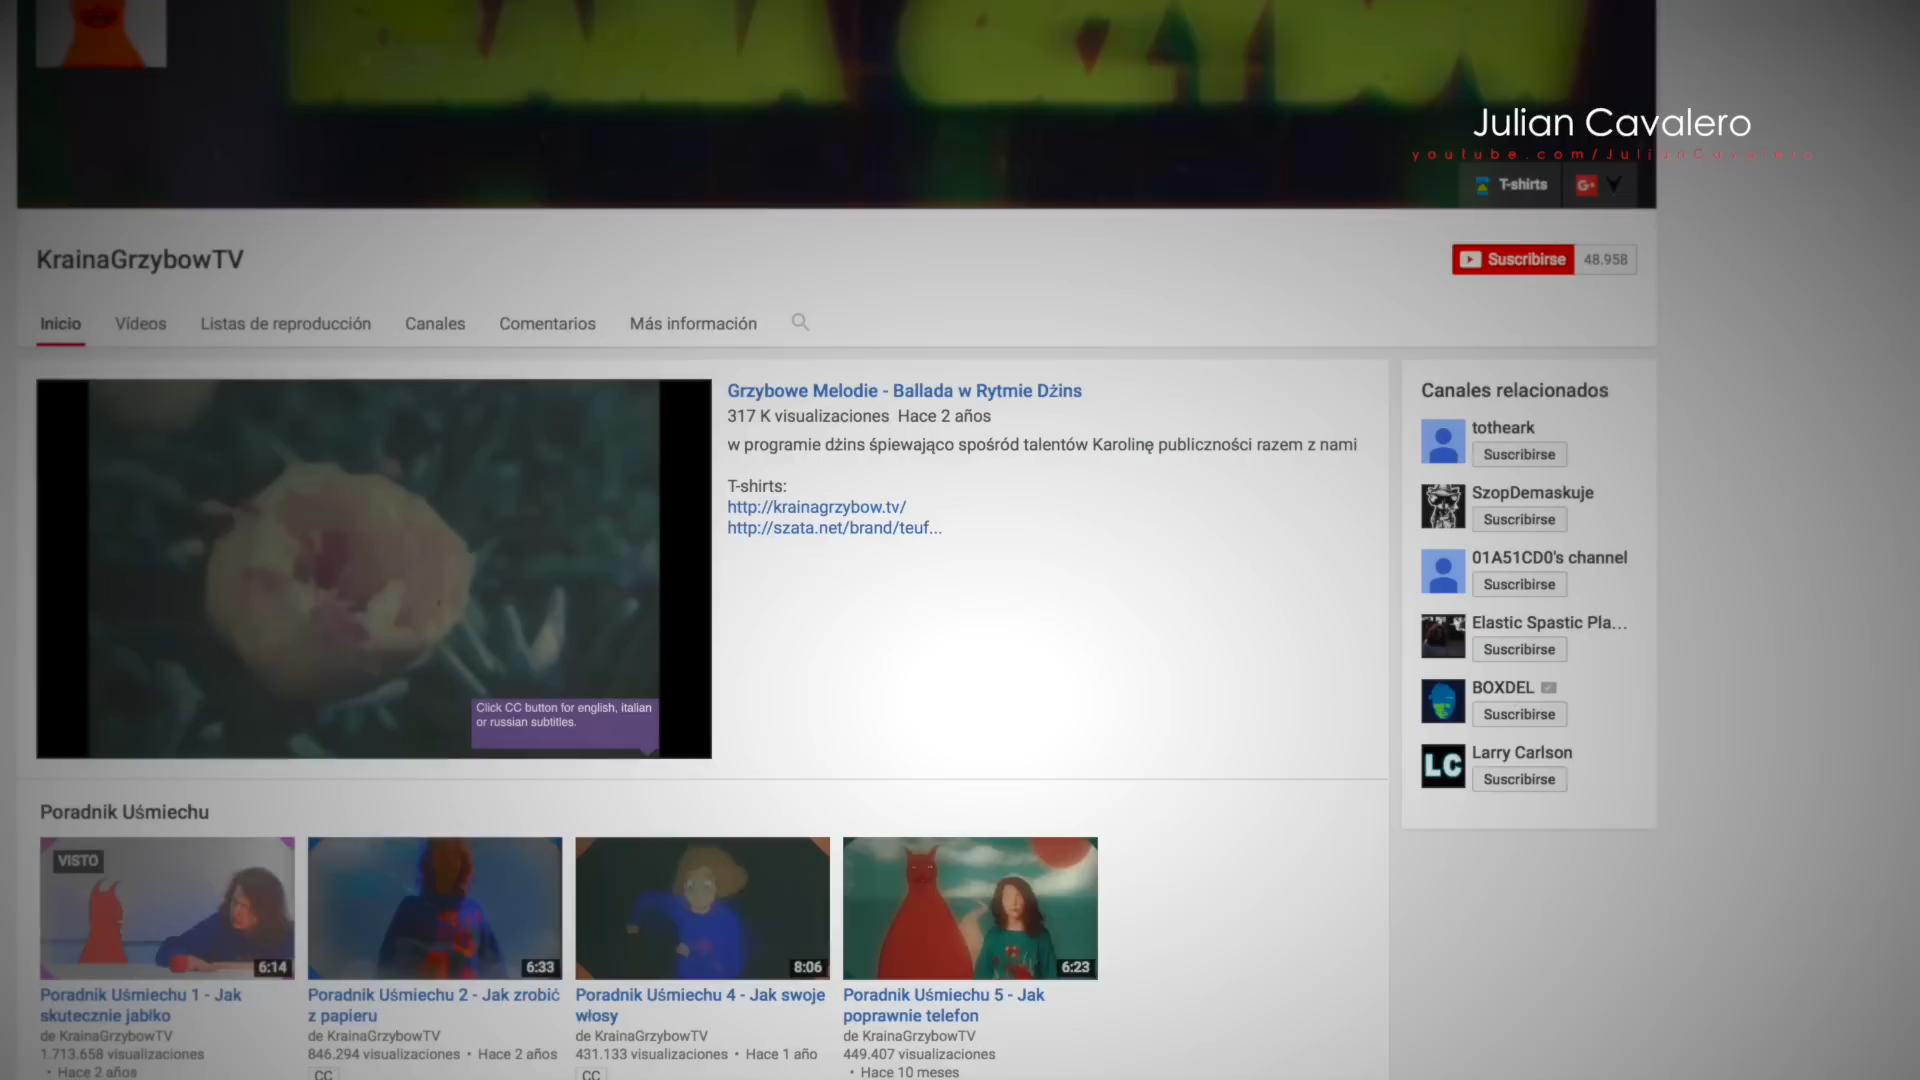 Julian Cavalero
youtube.com/JulianCavalero
T-shirts
G+
KrainaGrzybowTV
Suscribirse 48.958
Inicio Vídeos Listas de reproducción Canales Comentarios Más información
Grzybowe Melodie - Ballada w Rytmie Dżins
317 K visualizaciones Hace 2 años
w programie dżins śpiewająco spośród talentów Karolinę publiczności razem z nami
T-shirts:
http://krainagrzybow.tv/
http://szata.net/brand/teuf...
Click CC button for english, italian
or russian subtitles.
Canales relacionados
totheark
Suscribirse
SzopDemaskuje
Suscribirse
01A51CD0's channel
Suscribirse
Elastic Spastic Pla...
Suscribirse
BOXDEL
Suscribirse
LC
Larry Carlson
Suscribirse
Poradnik Uśmiechu
VISTO
6:14
6:33
8:06
6:23
Poradnik Uśmiechu 1 - Jak
skutecznie jabłko
de KrainaGrzybowTV
1.713.658 visualizaciones
• Hace 2 años
Poradnik Uśmiechu 2 - Jak zrobić
z papieru
de KrainaGrzybowTV
846.294 visualizaciones • Hace 2 años
CC
Poradnik Uśmiechu 4 - Jak swoje
włosy
de KrainaGrzybowTV
431.133 visualizaciones • Hace 1 año
CC
Poradnik Uśmiechu 5 - Jak
poprawnie telefon
de KrainaGrzybowTV
449.407 visualizaciones
• Hace 10 meses